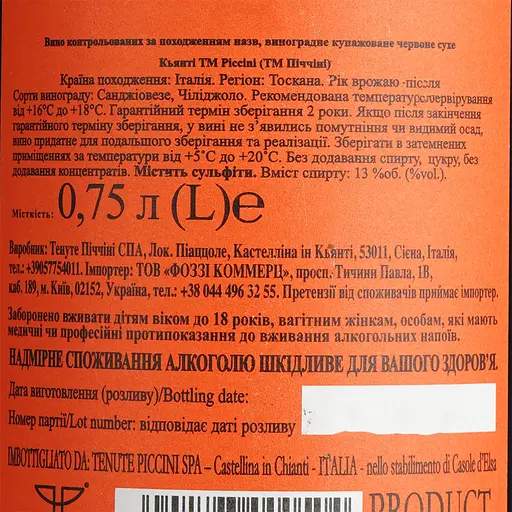 Вино контрольованих за походженням назв, виноградне купажоване червоне сухе
Кьянті ТМ Piccini (ТМ Піччіні)
Країна походження: Італія. Регіон: Тоскана. Рік врожаю -після
Сорти винограду: Санджіовезе, Чіліджоло. Рекомендована температура сервірування
від +16°С до +18°С. Гарантійний термін зберігання 2 роки. Якщо після закінчення
гарантійного терміну зберігання, у вині не з’явились помутніння чи видимий осад,
вино придатне для подальшого зберігання та реалізації. Зберігати в затемнених
приміщеннях за температури від +5°С до +20°С. Без додавання спирту, цукру, без
додавання концентратів. Містить сульфіти. Вміст спирту: 13 %об. (%vol.).
Місткість: 0,75 л (L)e
Виробник: Тенуте Піччіні СПА, Лок. Піаццоле, Кастелліна ін Кьянті, 53011, Сієна, Італія,
тел.: +39057754011. Імпортер: ТОВ «ФОЗЗІ КОММЕРЦ», просп. Тичини Павла, 1В,
каб. 189, м. Київ, 02152, Україна, тел.: +38 044 496 32 55. Претензії від споживачів приймає імпортер.
Заборонено вживати дітям віком до 18 років, вагітним жінкам, особам, які мають
медичні чи професійні протипоказання до вживання алкогольних напоїв.
НАДМІРНЕ СПОЖИВАННЯ АЛКОГОЛЮ ШКІДЛИВЕ ДЛЯ ВАШОГО ЗДОРОВ’Я.
Дата виготовлення (розливу)/Bottling date:
Номер партії/Lot number: відповідає даті розливу
IMBOTTIGLIATO DA: TENUTE PICCINI SPA – Castellina in Chianti - ITALIA - nello stabilimento di Casole d'Elsa
PRODUCT